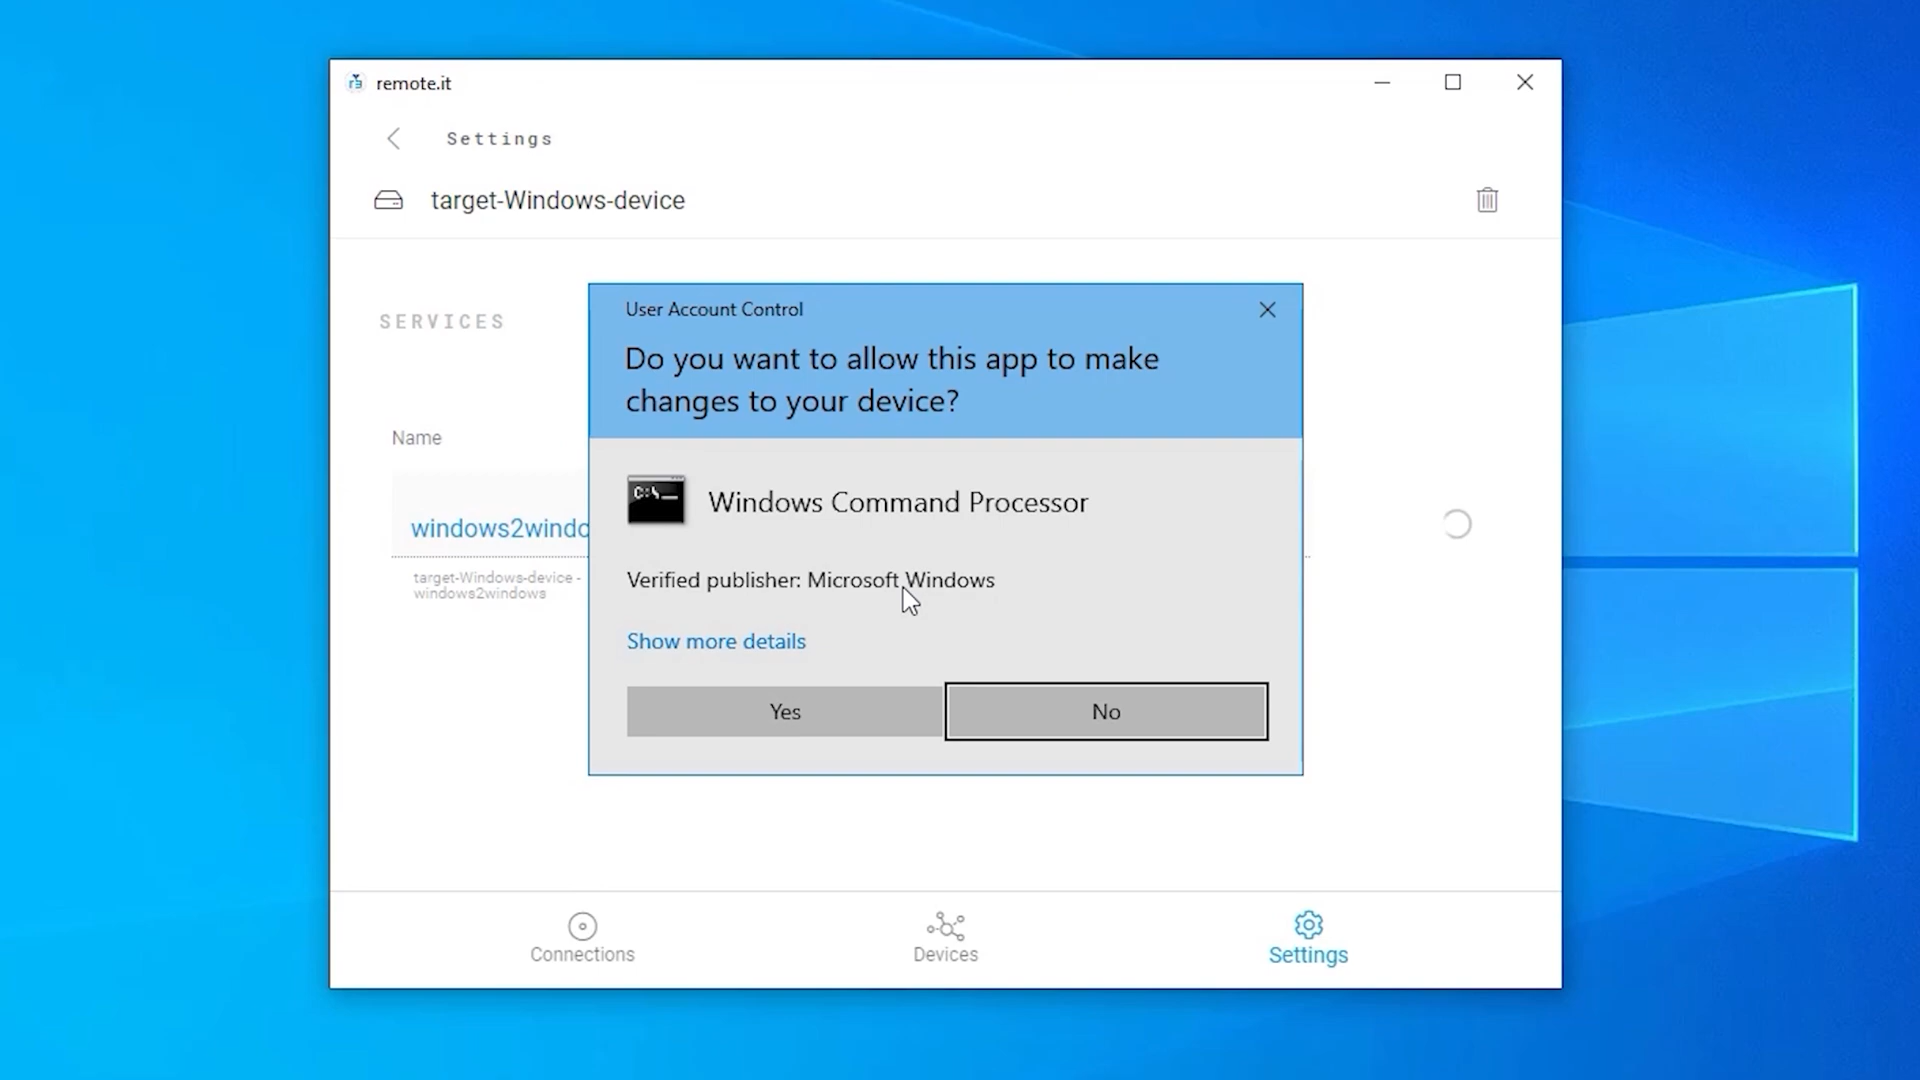 remote.it
Settings
target-Windows-device
SERVICES
User Account Control
Do you want to allow this app to make
changes to your device?
Name
C:\_
Windows Command Processor
windows2windo
target-Windows-device -
windows2windows
Verified publisher: Microsoft Windows
Show more details
Yes
No
Connections
Devices
Settings